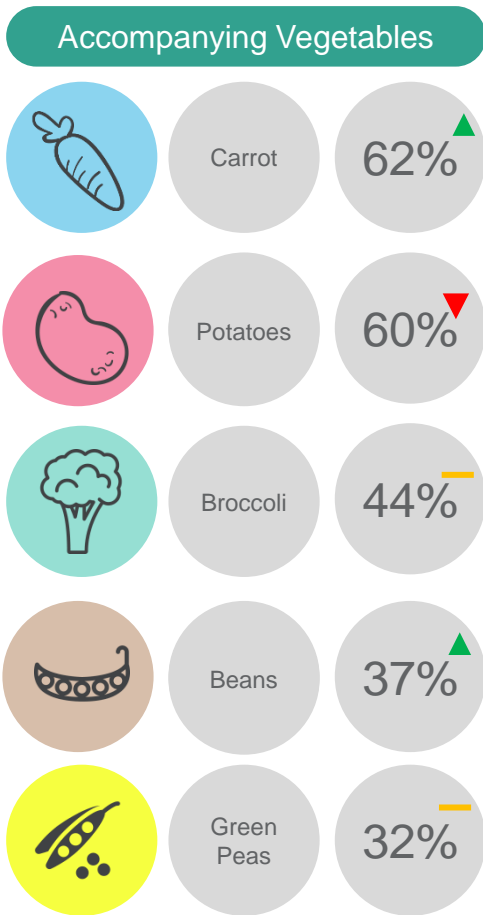 Accompanying Vegetables
Carrot
62%
Potatoes
60%
Broccoli
44%
Beans
37%
Green
Peas
32%